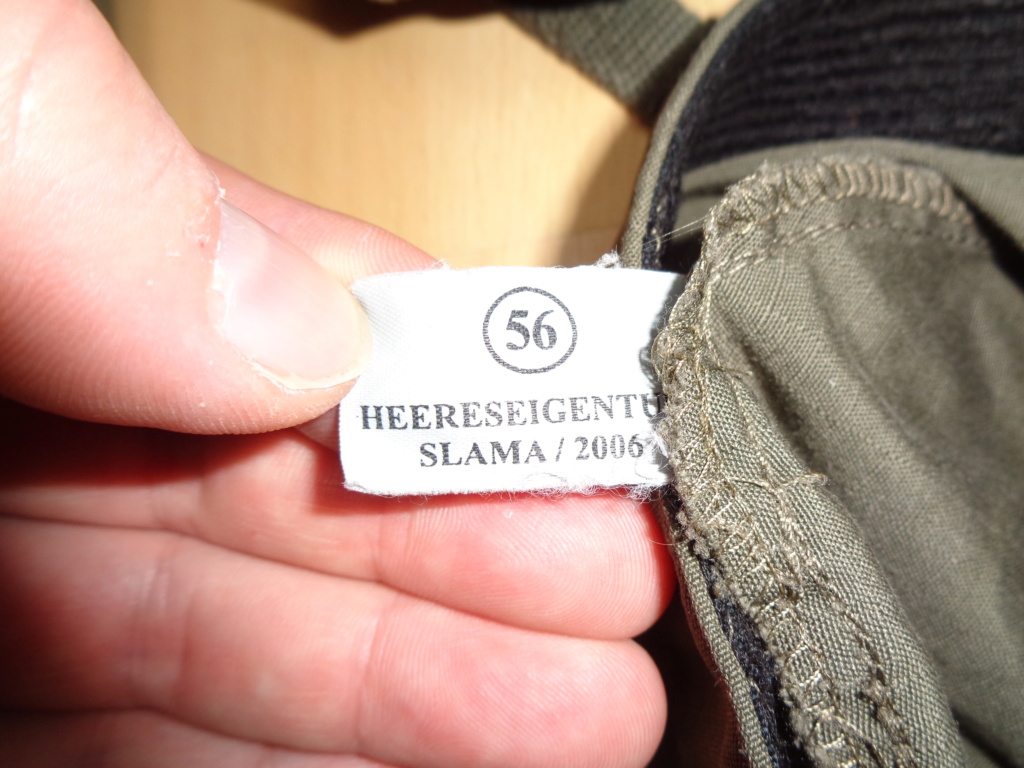 56
HEERESEIGENTU
SLAMA / 2006